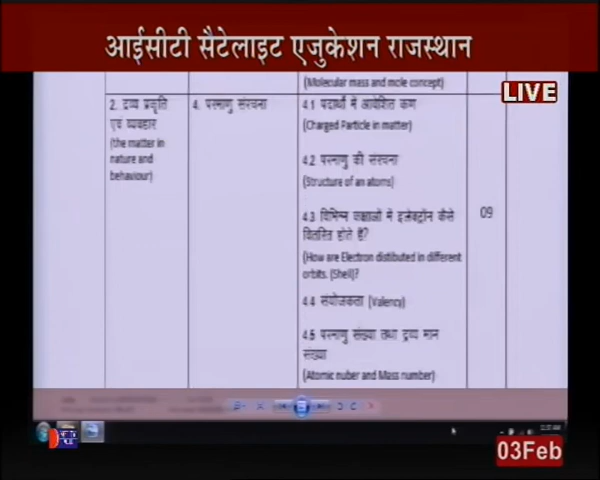 आईसीटी सैटेलाइट एजुकेशन राजस्थान
LIVE
(Molecular mass and mole concept)
2. द्रव्य प्रकृति
एवं व्यवहार
(the matter in
nature and
behaviour)
4. परमाणु संरचना
4.1 पदार्थो में आवेशित कण
(Charged Particle in matter)
4.2 परमाणु की संरचना
(Structure of an atoms)
4.3 विभिन्न कक्षाओं में इलेक्ट्रॉन कैसे
वितरित होते है?
(How are Electron distibuted in different
orbits. (Shell)?
4.4 संयोजकता (Valency)
4.5 परमाणु संख्या तथा द्रव्य मान
संख्या
(Atomic nuber and Mass number)
09
03Feb